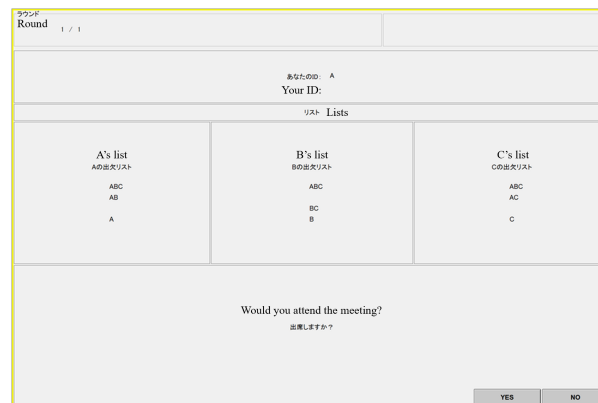 ラウンド
Round 1 / 1
あなたのID: A
Your ID:
リスト Lists
A's list
Aの出欠リスト
ABC
AB
A
B's list
Bの出欠リスト
ABC
BC
B
C's list
Cの出欠リスト
ABC
AC
C
Would you attend the meeting?
出席しますか？
YES NO